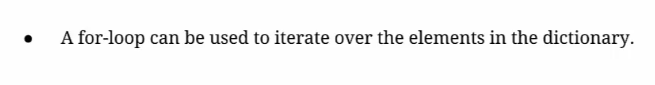 • A for-loop can be used to iterate over the elements in the dictionary.